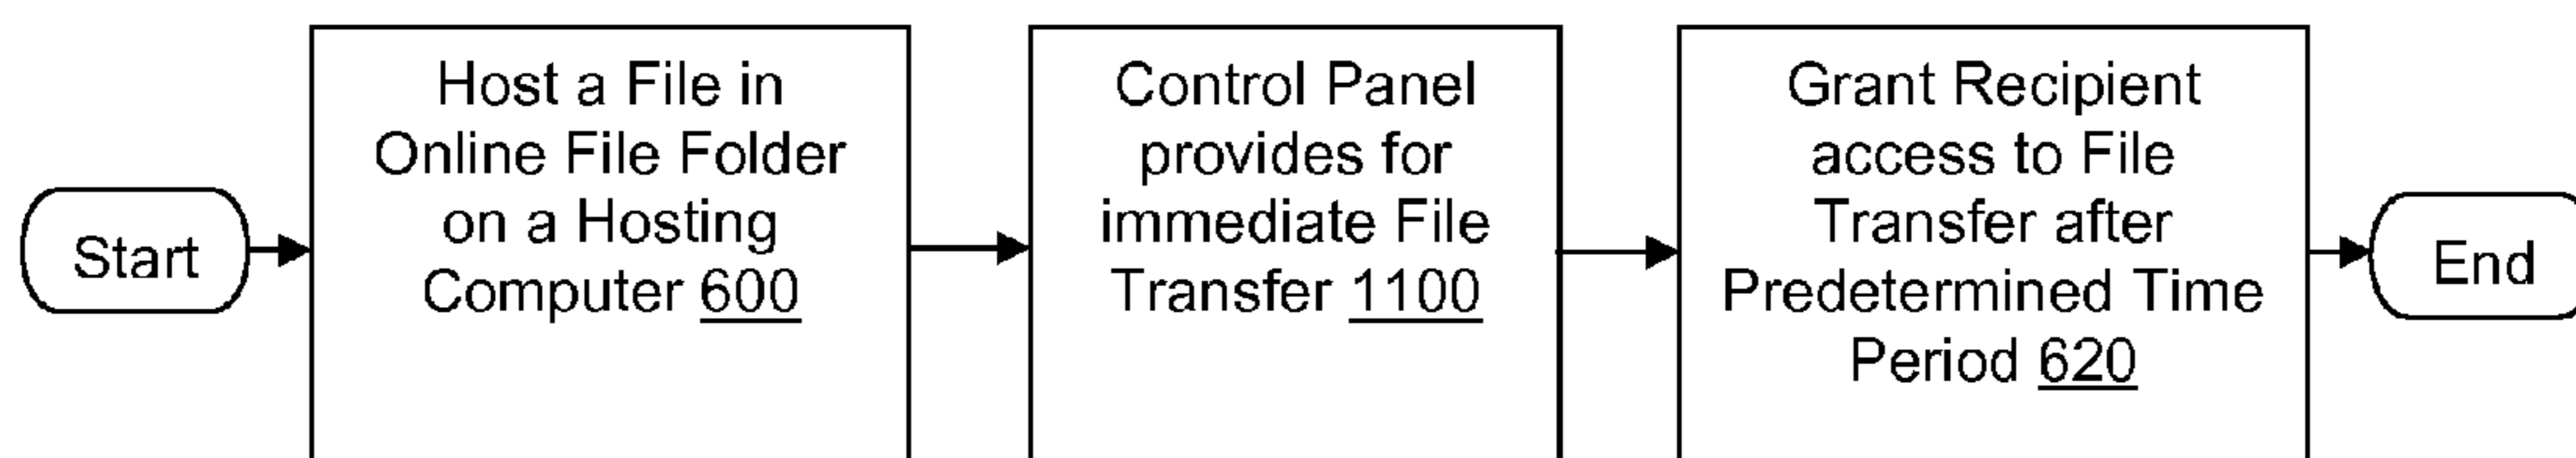 Start
Host a File in
Online File Folder
on a Hosting
Computer 600
Control Panel
provides for
immediate File
Transfer 1100
Grant Recipient
access to File
Transfer after
Predetermined Time
Period 620
End